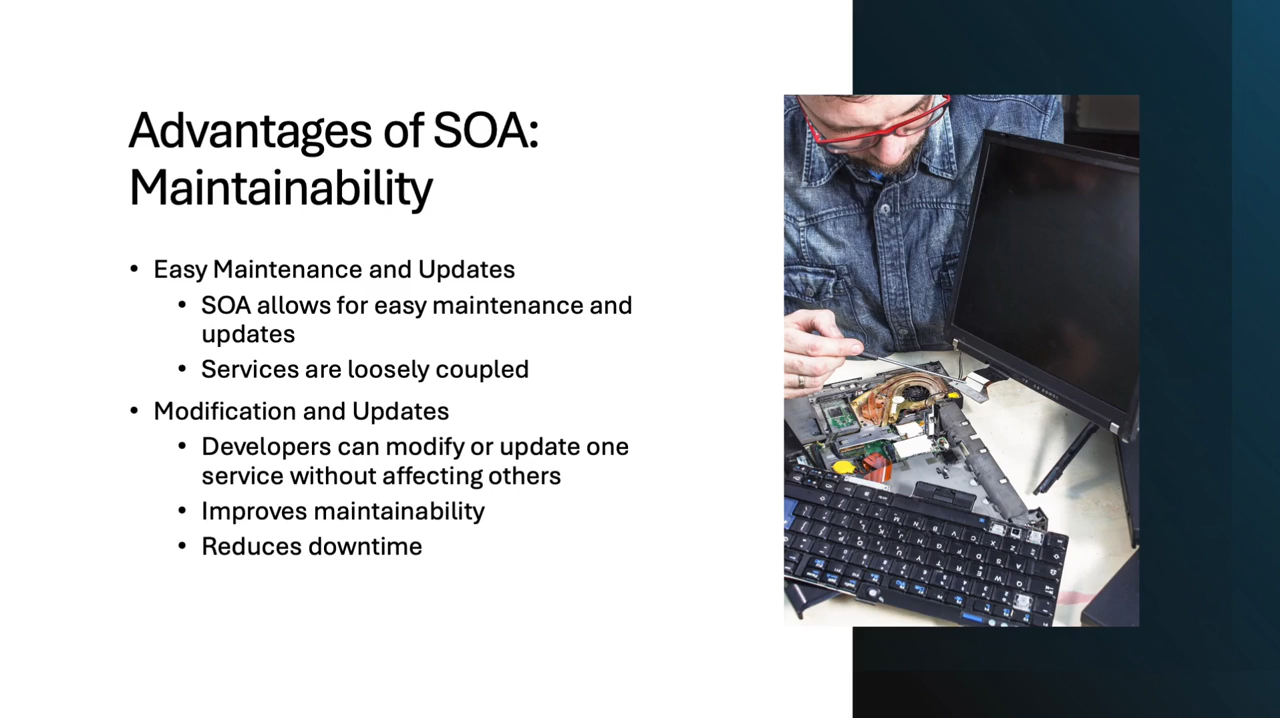 Advantages of SOA:
Maintainability
• Easy Maintenance and Updates
• SOA allows for easy maintenance and
updates
• Services are loosely coupled
• Modification and Updates
• Developers can modify or update one
service without affecting others
• Improves maintainability
• Reduces downtime